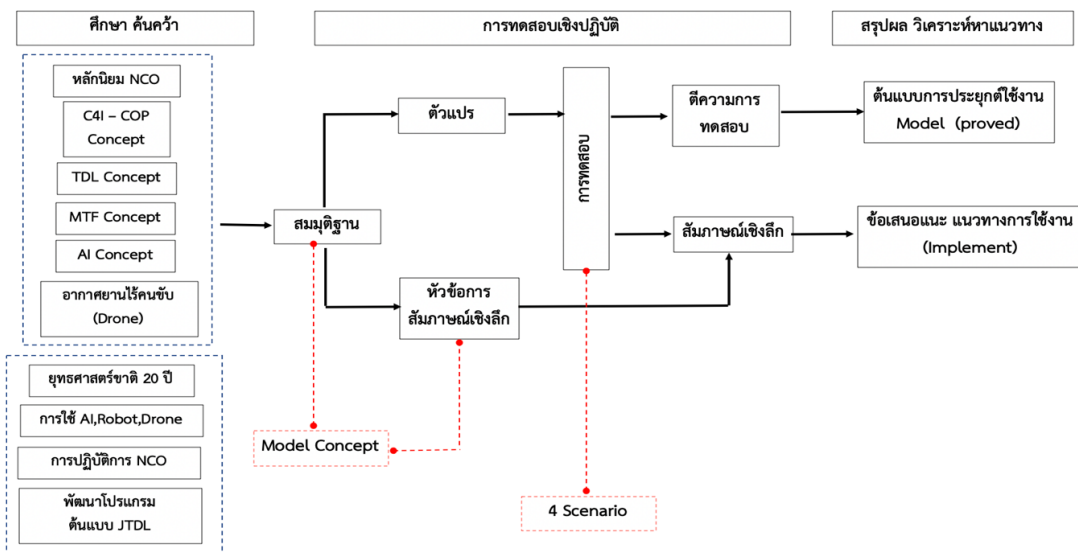 ศึกษา ค้นคว้า
การทดสอบเชิงปฏิบัติ
สรุปผล วิเคราะห์หาแนวทาง
หลักนิยม NCO
C4I – COP
Concept
TDL Concept
MTF Concept
AI Concept
อากาศยานไร้คนขับ
(Drone)
ยุทธศาสตร์ชาติ 20 ปี
การใช้ AI,Robot,Drone
การปฏิบัติการ NCO
พัฒนาโปรแกรม
ต้นแบบ JTDL
สมมุติฐาน
ตัวแปร
หัวข้อการ
สัมภาษณ์เชิงลึก
Model Concept
การทดสอบ
4 Scenario
ตีความการ
ทดสอบ
สัมภาษณ์เชิงลึก
ต้นแบบการประยุกต์ใช้งาน
Model (proved)
ข้อเสนอแนะ แนวทางการใช้งาน
(Implement)